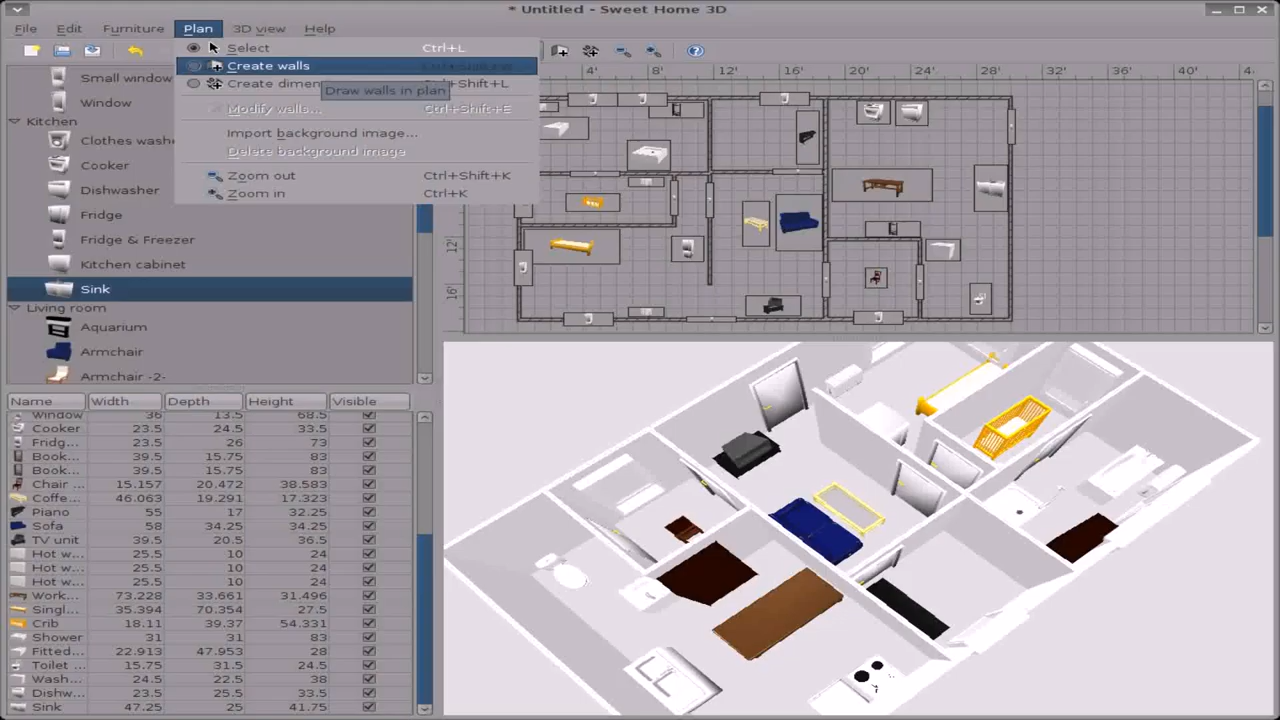 * Untitled - Sweet Home 3D
File Edit Furniture Plan 3D view Help
Select Ctrl+L
Create walls
Create dimen Ctrl+Shift+L
Draw walls in plan
Modify walls... Ctrl+Shift+E
Import background image...
Delete background image
Zoom out Ctrl+Shift+K
Zoom in Ctrl+K
Small window
Window
Kitchen
Clothes wash
Cooker
Dishwasher
Fridge
Fridge & Freezer
Kitchen cabinet
Sink
Living room
Aquarium
Armchair
Armchair -2-
4' 8' 12' 16' 20' 24' 28' 32' 36' 40' 4
12'
16'
Name Width Depth Height Visible
Window 36 13.5 68.5
Cooker 23.5 24.5 33.5
Fridg... 23.5 26 73
Book... 39.5 15.75 83
Book... 39.5 15.75 83
Chair ... 15.157 20.472 38.583
Coffe... 46.063 19.291 17.323
Piano 55 17 32.25
Sofa 58 34.25 34.25
TV unit 39.5 20.5 36.5
Hot w... 25.5 10 24
Hot w... 25.5 10 24
Hot w... 25.5 10 24
Work... 73.228 33.661 31.496
Singl... 35.394 70.354 27.5
Crib 18.11 39.37 54.331
Shower 31 31 83
Fitted... 22.913 47.953 28
Toilet ... 15.75 31.5 24.5
Wash... 24.5 22.5 38
Dishw... 23.5 25.5 33.5
Sink 47.25 25 41.75